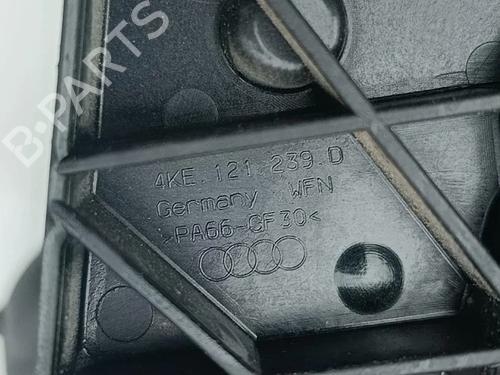 B-PARTS
4KE.121.239.D
Germany WFN
>PA66-GF30<